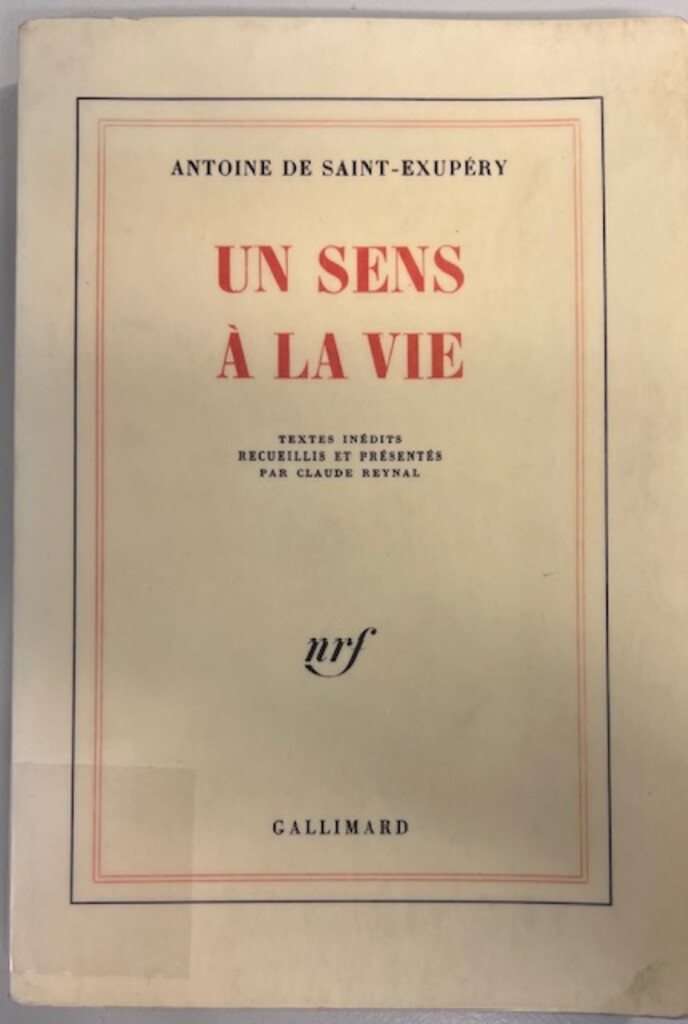 ANTOINE DE SAINT-EXUPÉRY
UN SENS
À LA VIE
TEXTES INÉDITS
RECUEILLIS ET PRÉSENTÉS
PAR CLAUDE REYNAL
nrf
GALLIMARD